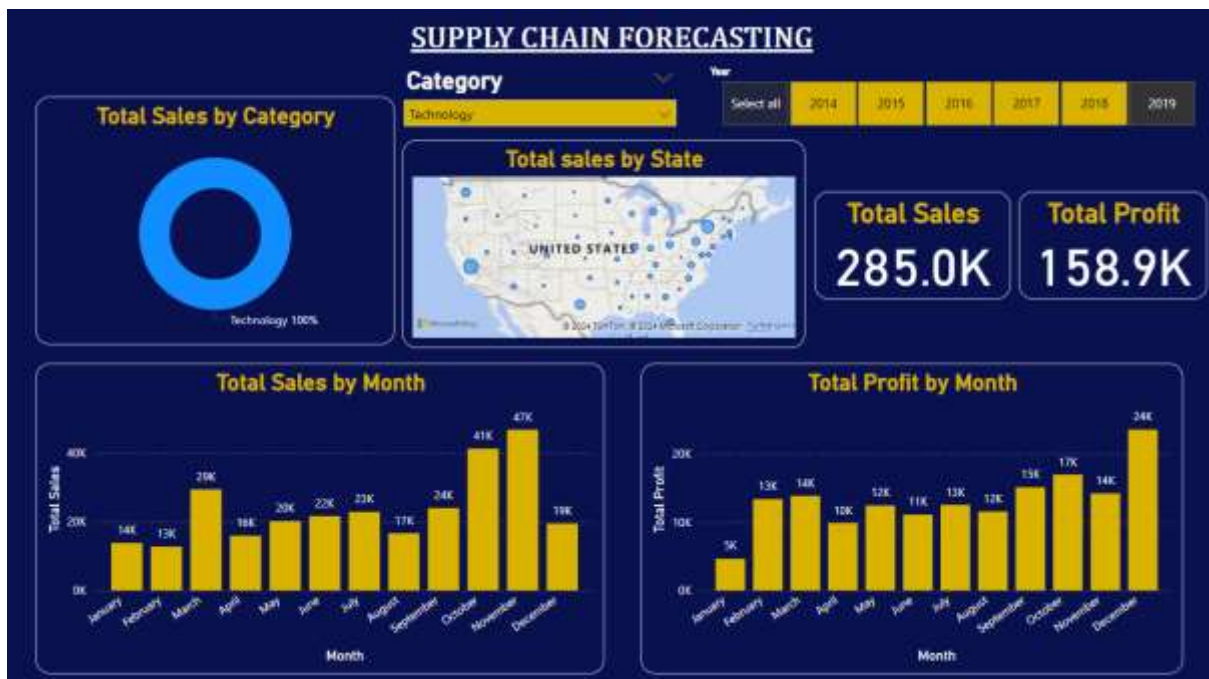 SUPPLY CHAIN FORECASTING
Category
Technology
Year
Select all
2014
2015
2016
2017
2018
2019
Total Sales by Category
Technology 100%
Total sales by State
UNITED STATES
© 2024 TomTom, © 2024 Microsoft Corporation
Total Sales
285.0K
Total Profit
158.9K
Total Sales by Month
Total Sales
40K
20K
0K
14K
13K
29K
16K
20K
22K
23K
17K
24K
41K
47K
19K
January
February
March
April
May
June
July
August
September
October
November
December
Month
Total Profit by Month
Total Profit
20K
10K
0K
5K
13K
14K
10K
12K
11K
13K
12K
15K
17K
14K
24K
January
February
March
April
May
June
July
August
September
October
November
December
Month